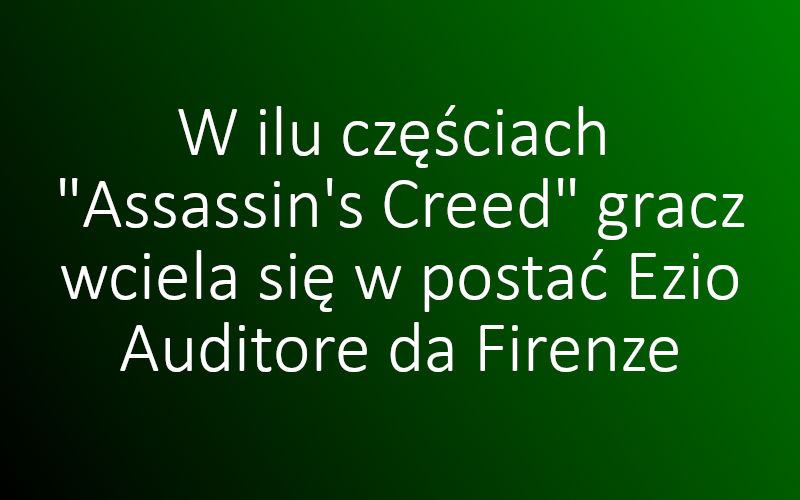 W ilu częściach
"Assassin's Creed" gracz
wciela się w postać Ezio
Auditore da Firenze